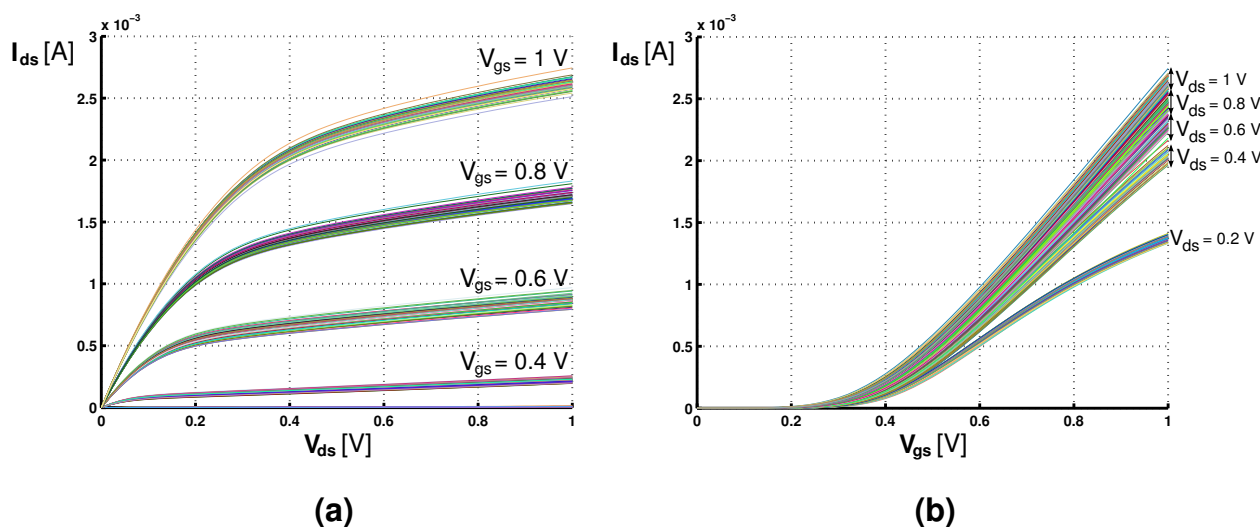 x 10⁻³
I_ds [A]
3
2.5
2
1.5
1
0.5
0
V_gs = 1 V
V_gs = 0.8 V
V_gs = 0.6 V
V_gs = 0.4 V
0 0.2 0.4 0.6 0.8 1
V_ds [V]
(a)
x 10⁻³
I_ds [A]
3
2.5
2
1.5
1
0.5
0
V_ds = 1 V
V_ds = 0.8 V
V_ds = 0.6 V
V_ds = 0.4 V
V_ds = 0.2 V
0 0.2 0.4 0.6 0.8 1
V_gs [V]
(b)